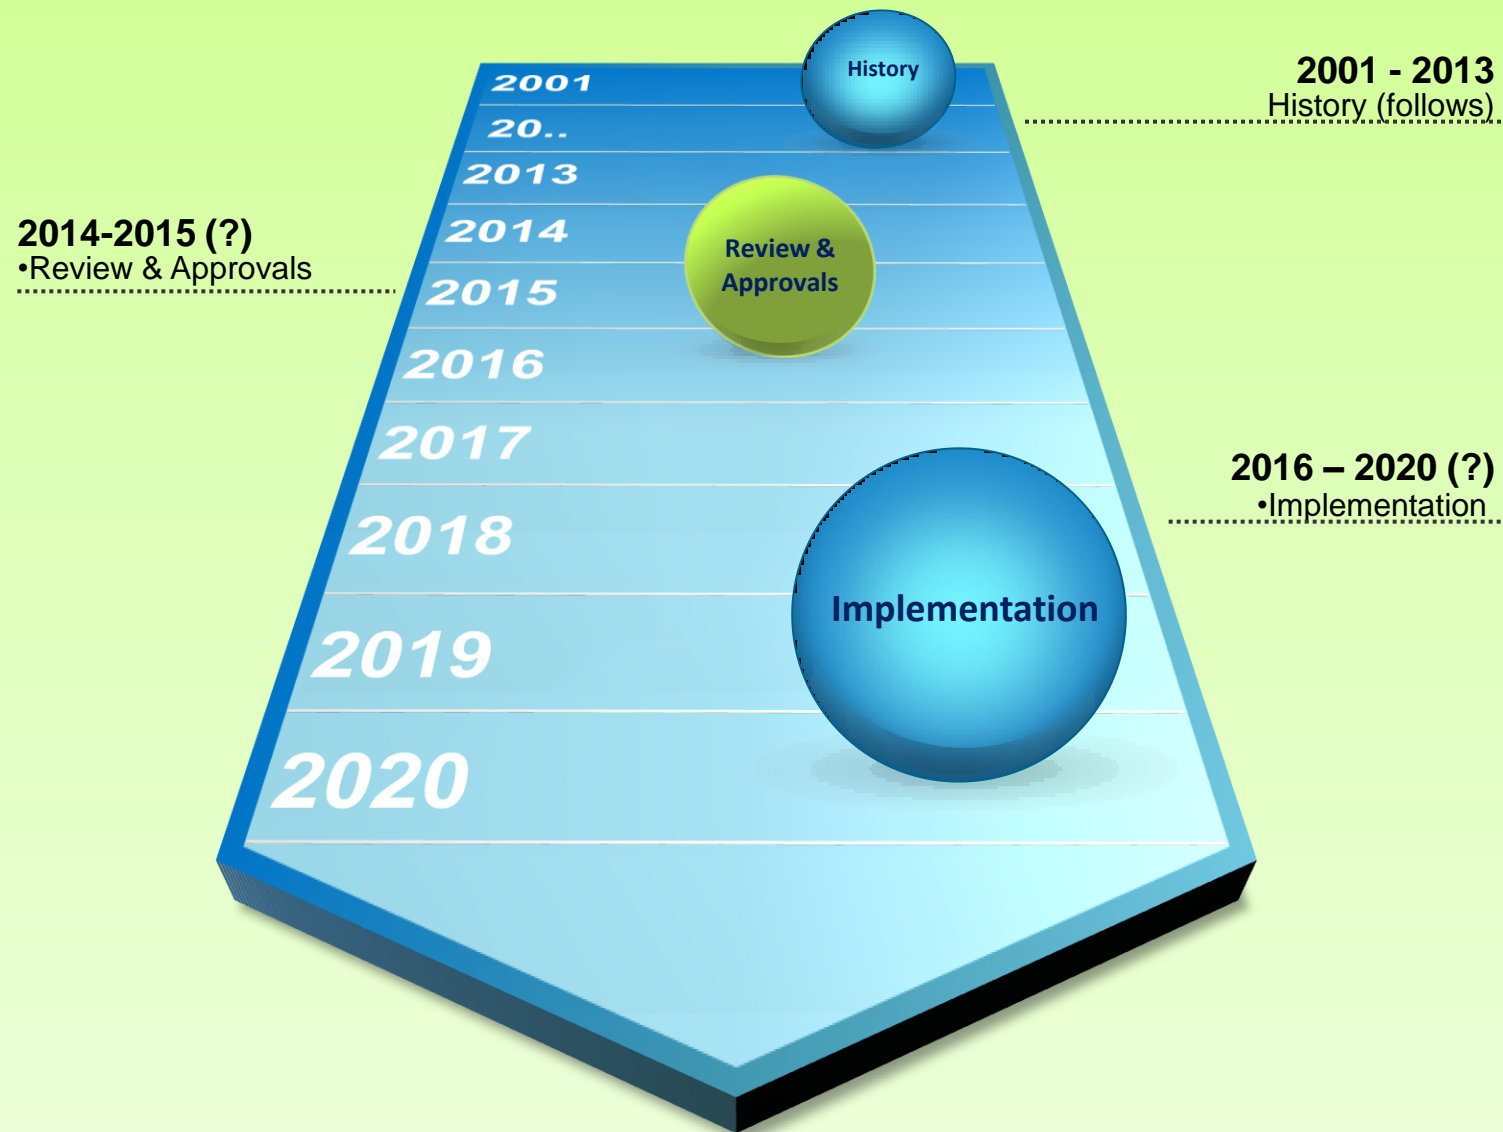 History
2001 - 2013
History (follows)
2001
20..
2013
2014
2015
2016
2017
2018
2019
2020
2014-2015 (?)
•Review & Approvals
Review &
Approvals
2016 – 2020 (?)
•Implementation
Implementation